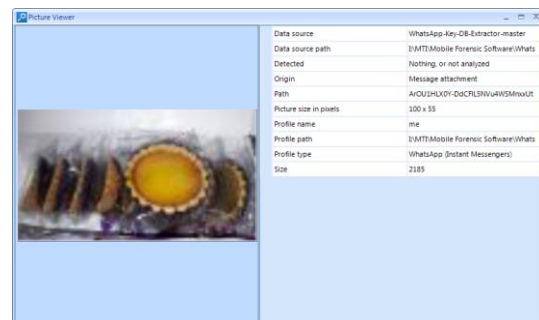 Picture Viewer
Data source WhatsApp-Key-DB-Extractor-master
Data source path I:\MTI\Mobile Forensic Software\Whats
Detected Nothing, or not analyzed
Origin Message attachment
Path
Picture size in pixels 100 x 55
Profile name me
Profile path I:\MTI\Mobile Forensic Software\Whats
Profile type WhatsApp (Instant Messengers)
Size 2185